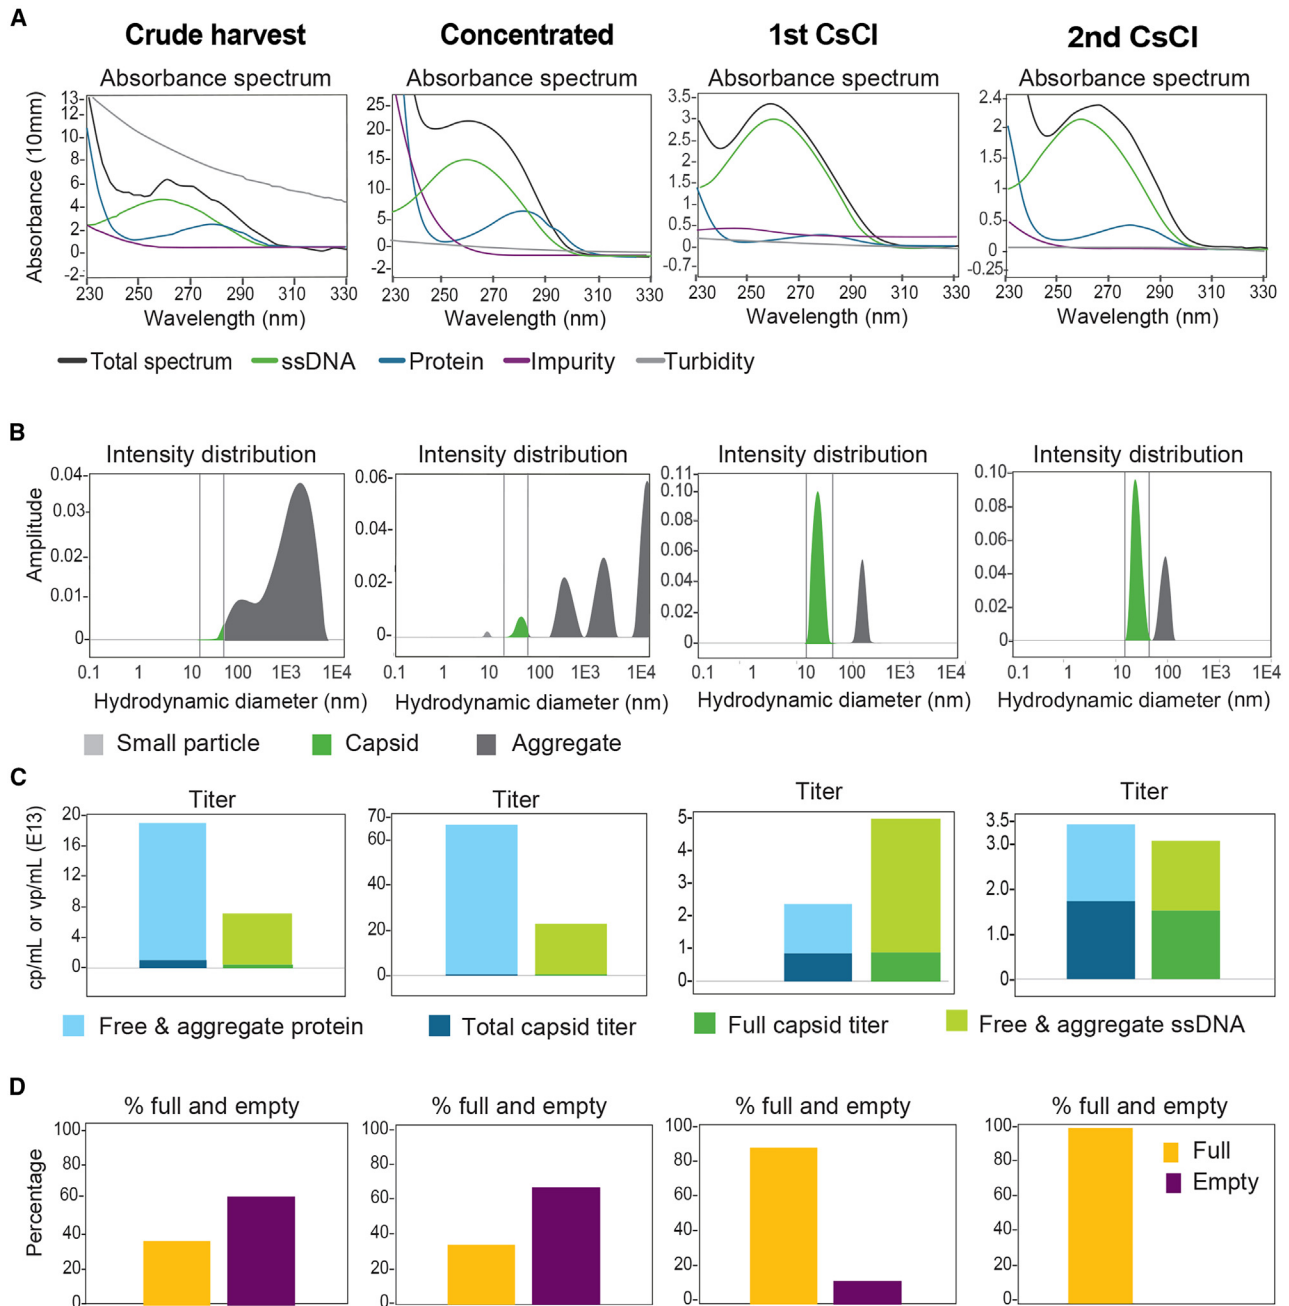 A
Crude harvest
Concentrated
1st CsCl
2nd CsCl
Absorbance spectrum
Absorbance spectrum
Absorbance spectrum
Absorbance spectrum
Absorbance (10mm)
13
12
10
8
6
4
2
0
-2
230 250 270 290 310 330
Wavelength (nm)
25
20
15
10
5
0
-2
230 250 270 290 310 330
Wavelength (nm)
3.5
3
2.5
2
1.5
1
0.5
0
-0.7
230 250 270 290 310 330
Wavelength (nm)
2.4
2
1.5
1
0.5
0
-0.25
230 250 270 290 310 330
Wavelength (nm)
Total spectrum ssDNA Protein Impurity Turbidity
B
Intensity distribution
Intensity distribution
Intensity distribution
Intensity distribution
Amplitude
0.04
0.03
0.02
0.01
0
0.1 1 10 100 1E3 1E4
Hydrodynamic diameter (nm)
0.06
0.04
0.02
0
0.1 1 10 100 1E3 1E4
Hydrodynamic diameter (nm)
0.11
0.10
0.08
0.06
0.04
0.02
0
0.1 1 10 100 1E3 1E4
Hydrodynamic diameter (nm)
0.10
0.08
0.06
0.04
0.02
0
0.1 1 10 100 1E3 1E4
Hydrodynamic diameter (nm)
Small particle Capsid Aggregate
C
Titer
Titer
Titer
Titer
cp/mL or vp/mL (E13)
20
16
12
8
4
0
70
60
40
20
0
5
4
3
2
1
0
3.5
3.0
2.0
1.0
0
Free & aggregate protein Total capsid titer Full capsid titer Free & aggregate ssDNA
D
% full and empty
% full and empty
% full and empty
% full and empty
Percentage
100
80
60
40
20
0
100
80
60
40
20
0
100
80
60
40
20
0
100
80
60
40
20
0
Full
Empty